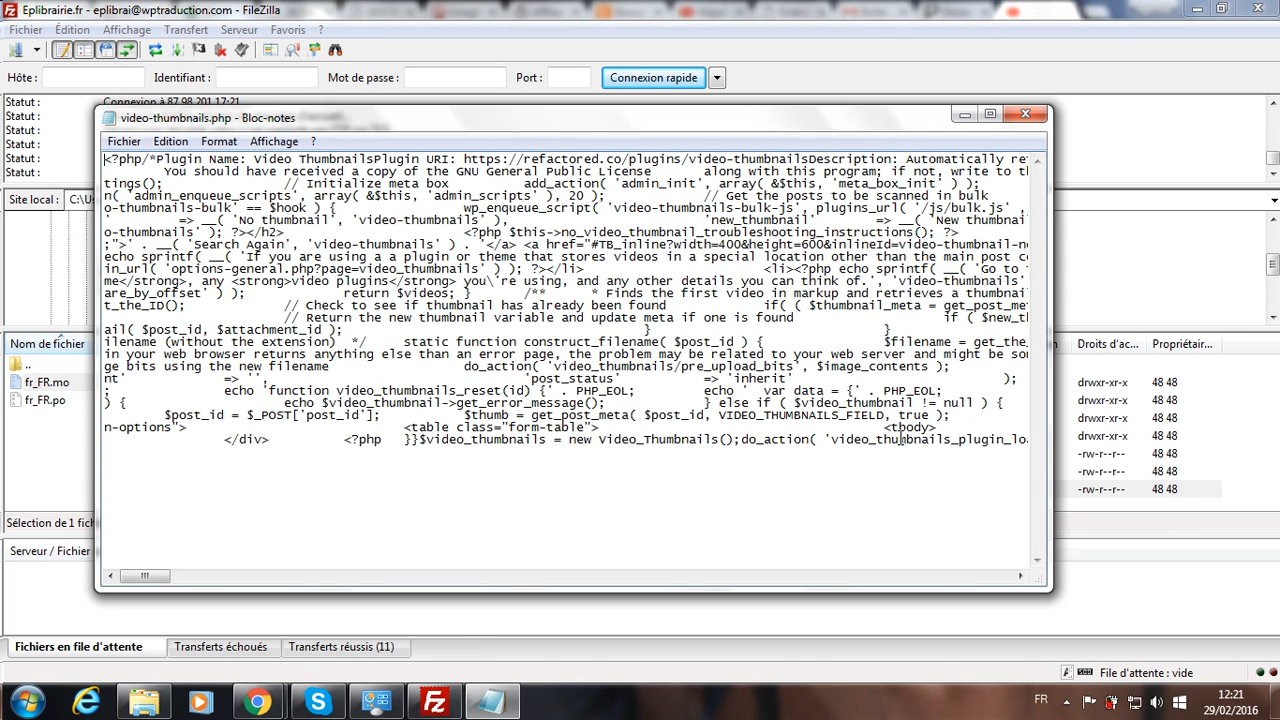 Eplibrairie.fr - eplibrai@wptraduction.com - FileZilla
Fichier Édition Affichage Transfert Serveur Favoris ?
Hôte : Identifiant : Mot de passe : Port : Connexion rapide
Statut : Connexion à 87.98.201.17:21...
Statut :
Statut :
Statut :
Statut :
Statut :
Site local : C:\Us
video-thumbnails.php - Bloc-notes
Fichier Edition Format Affichage ?
<?php/*Plugin Name: Video ThumbnailsPlugin URI: https://refactored.co/plugins/video-thumbnailsDescription: Automatically re
You should have received a copy of the GNU General Public License along with this program; if not, write to th
tings(); // Initialize meta box add_action( 'admin_init', array( &$this, 'meta_box_init' ) );
n( 'admin_enqueue_scripts', array( &$this, 'admin_scripts' ), 20 ); // Get the posts to be scanned in bulk
o-thumbnails-bulk' == $hook ) { wp_enqueue_script( 'video-thumbnails-bulk-js', plugins_url( '/js/bulk.js' ,
' => __( 'No thumbnail', 'video-thumbnails' ), 'new_thumbnail' => __( 'New thumbnai
o-thumbnails' ); ?></h2> <?php $this->no_video_thumbnail_troubleshooting_instructions(); ?>
;">' . __( 'Search Again', 'video-thumbnails' ) . '</a> <a href="#TB_inline?width=400&height=600&inlineId=video-thumbnail-no
echo sprintf( __( 'If you are using a a plugin or theme that stores videos in a special location other than the main post co
in_url( 'options-general.php?page=video_thumbnails' ) ); ?></li> <li><?php echo sprintf( __( 'Go to
me</strong>, any <strong>video plugins</strong> you\'re using, and any other details you can think of.', 'video-thumbnails'
are_by_offset' ) ); return $videos; } /** * Finds the first video in markup and retrieves a thumbnai
t_the_ID(); // Check to see if thumbnail has already been found if( ( $thumbnail_meta = get_post_met
// Return the new thumbnail variable and update meta if one is found if ( $new_th
ail( $post_id, $attachment_id ); } }
ilename (without the extension) */ static function construct_filename( $post_id ) { $filename = get_the
in your web browser returns anything else than an error page, the problem may be related to your web server and might be som
ge bits using the new filename do_action( 'video_thumbnails/pre_upload_bits', $image_contents );
nt' => '', 'post_status' => 'inherit' );
; echo 'function video_thumbnails_reset(id) {' . PHP_EOL; echo ' var data = {' . PHP_EOL;
) { echo $video_thumbnail->get_error_message(); } else if ( $video_thumbnail != null ) {
$post_id = $_POST['post_id']; $thumb = get_post_meta( $post_id, VIDEO_THUMBNAILS_FIELD, true );
n-options"> <table class="form-table"> <tbody>
</div> <?php }}$video_thumbnails = new Video_Thumbnails();do_action( 'video_thumbnails_plugin_loa
Nom de fichier
..
fr_FR.mo
fr_FR.po
Droits d'ac... Propriétair...
drwxr-xr-x 48 48
drwxr-xr-x 48 48
drwxr-xr-x 48 48
drwxr-xr-x 48 48
-rw-r--r-- 48 48
-rw-r--r-- 48 48
-rw-r--r-- 48 48
Sélection de 1 fich
Serveur / Fichier
Fichiers en file d'attente Transferts échoués Transferts réussis (11)
File d'attente : vide
FR
12:21
29/02/2016